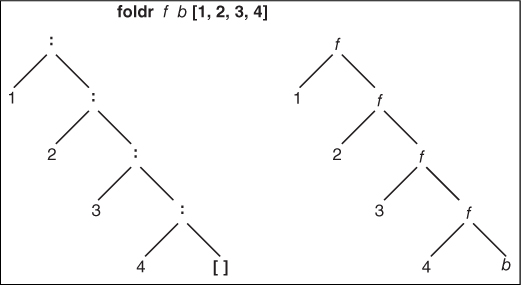 foldr f b [1, 2, 3, 4]
: f
1 : 1 f
2 : 2 f
3 : 3 f
4 [ ] 4 b